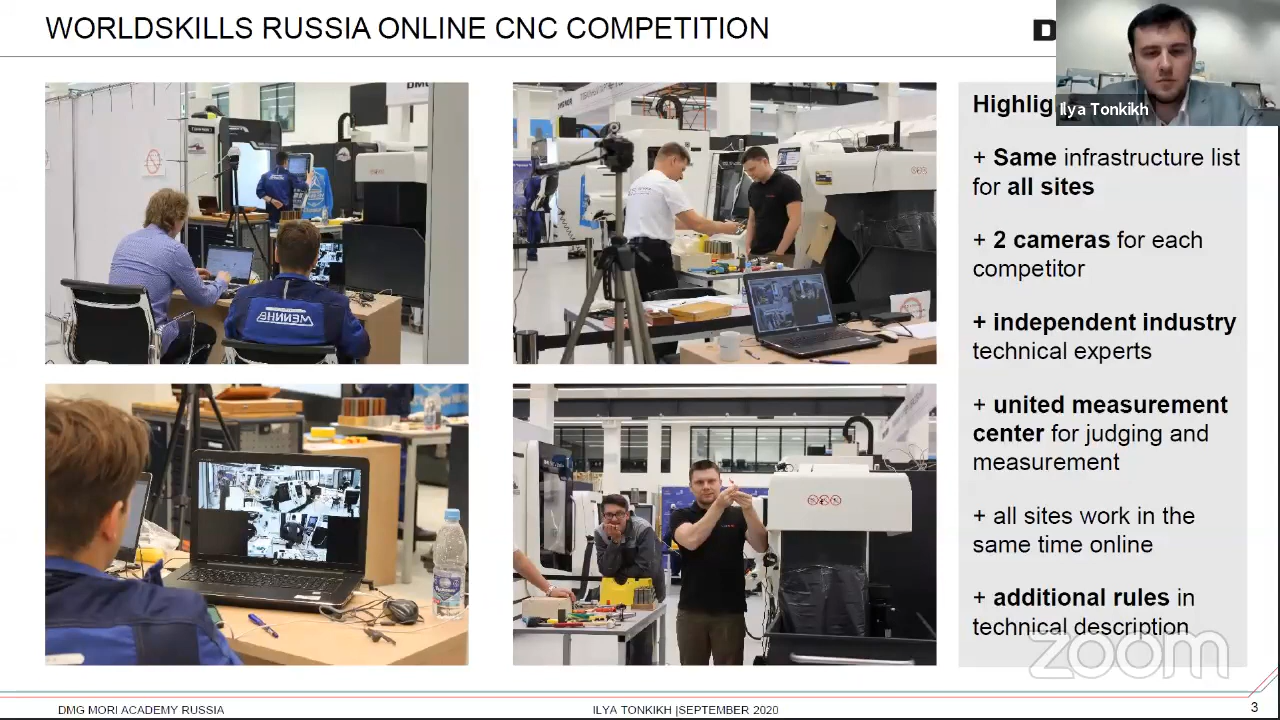 WORLDSKILLS RUSSIA ONLINE CNC COMPETITION
D
Ilya Tonkikh
Highlig
+ Same infrastructure list
for all sites
+ 2 cameras for each
competitor
+ independent industry
technical experts
+ united measurement
center for judging and
measurement
+ all sites work in the
same time online
+ additional rules in
technical description
zoom
DMG MORI ACADEMY RUSSIA
ILYA TONKIKH |SEPTEMBER 2020
3